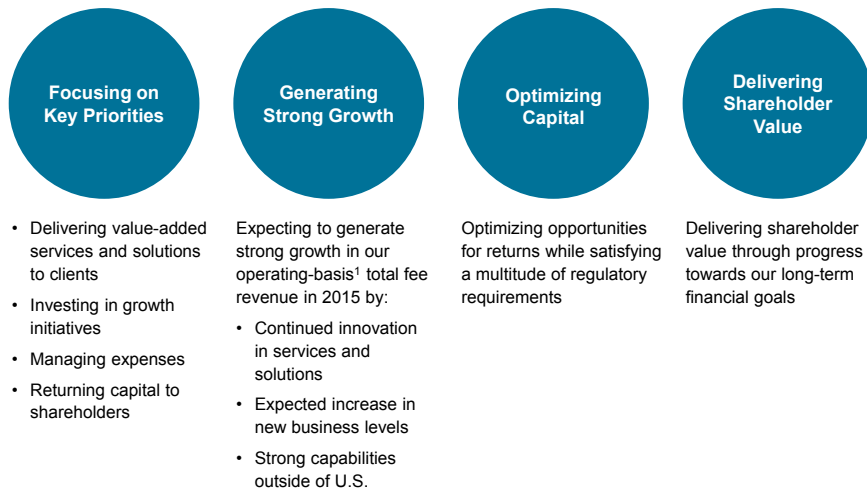 Focusing on
Key Priorities
• Delivering value-added
services and solutions
to clients
• Investing in growth
initiatives
• Managing expenses
• Returning capital to
shareholders
Generating
Strong Growth
Expecting to generate
strong growth in our
operating-basis¹ total fee
revenue in 2015 by:
• Continued innovation
in services and
solutions
• Expected increase in
new business levels
• Strong capabilities
outside of U.S.
Optimizing
Capital
Optimizing opportunities
for returns while satisfying
a multitude of regulatory
requirements
Delivering
Shareholder
Value
Delivering shareholder
value through progress
towards our long-term
financial goals